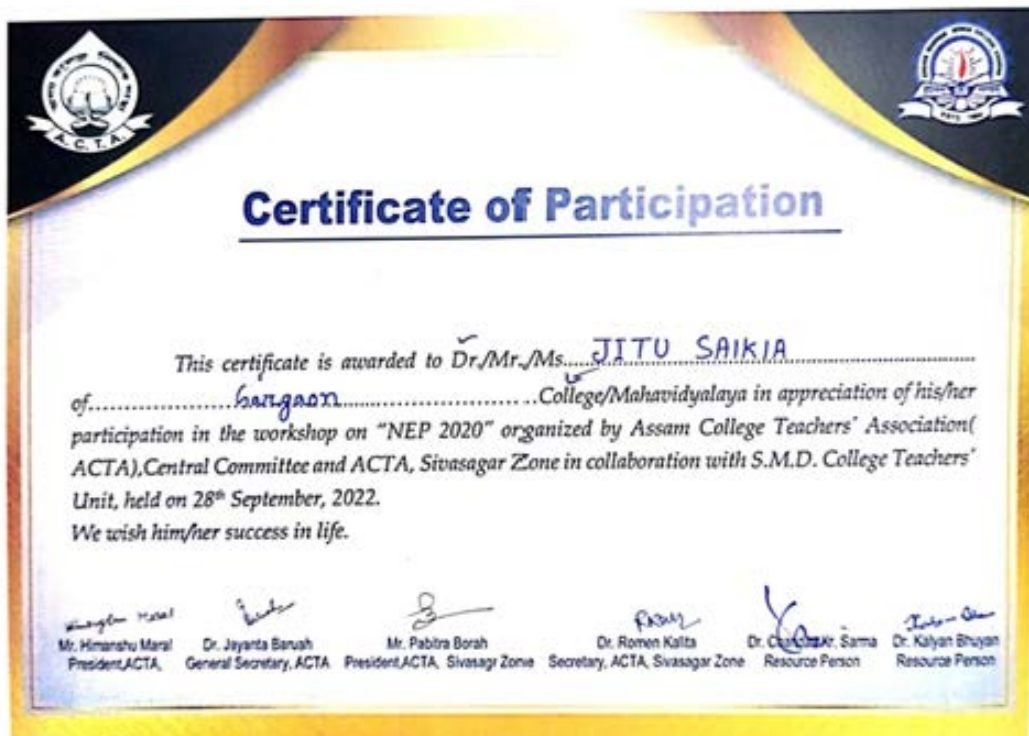 A.C.T.A.
Certificate of Participation
This certificate is awarded to Dr./Mr./Ms.....JITU SAIKIA..............................
of........................Gargaon..............................College/Mahavidyalaya in appreciation of his/her
participation in the workshop on “NEP 2020” organized by Assam College Teachers’ Association(
ACTA),Central Committee and ACTA, Sivasagar Zone in collaboration with S.M.D. College Teachers’
Unit, held on 28th September, 2022.
We wish him/her success in life.
Mr. Himanshu Maral
President,ACTA,
Dr. Jayanta Baruah
General Secretary, ACTA
Mr. Pabitra Borah
President,ACTA, Sivasagr Zonve
Dr. Romen Kalita
Secretary, ACTA, Sivasagar Zone
Dr. Kr. Sarma
Resource Person
Dr. Kalyan Bhuyan
Resource Person